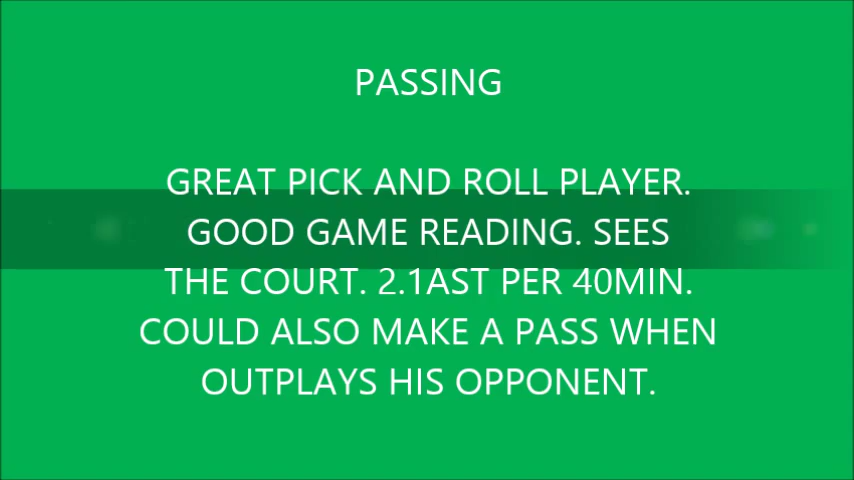 PASSING
GREAT PICK AND ROLL PLAYER.
GOOD GAME READING. SEES
THE COURT. 2.1AST PER 40MIN.
COULD ALSO MAKE A PASS WHEN
OUTPLAYS HIS OPPONENT.